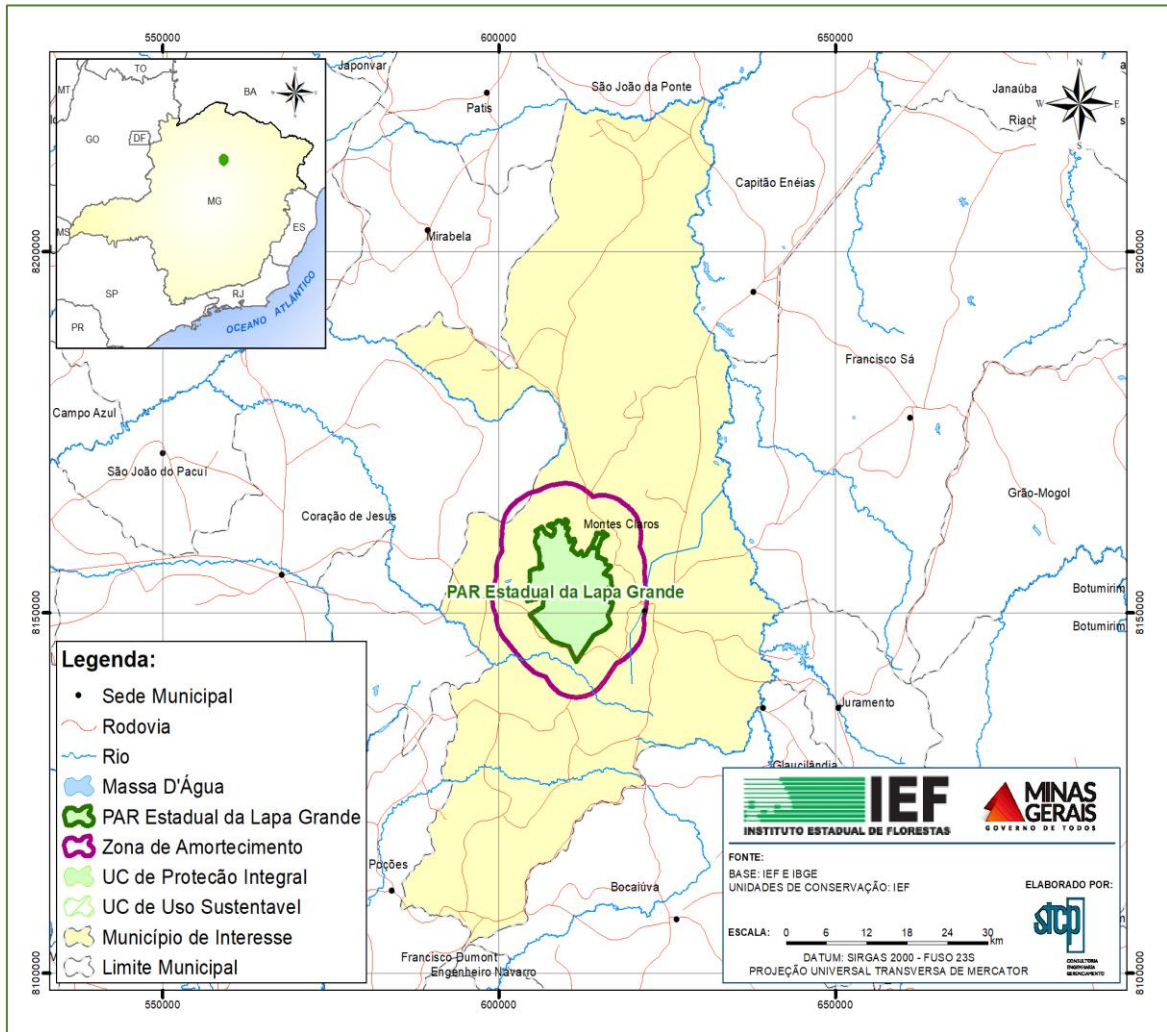 550000
600000
650000
TO
BA
MT
GO
DF
MG
ES
MS
SP
RJ
PR
OCEANO ATLÂNTICO
N
Japonvar
São João da Ponte
Patis
Janaúba
Riach
N
W
E
S
Capitão Enéias
Mirabela
8200000
8200000
Francisco Sá
Campo Azul
São João do Pacuí
Grão-Mogol
Coração de Jesus
Montes Claros
PAR Estadual da Lapa Grande
Botumirim
Botumirim
8150000
8150000
Juramento
Glaucilândia
Poções
Bocaiúva
Francisco Dumont
Engenheiro Navarro
8100000
8100000
Legenda:
Sede Municipal
Rodovia
Rio
Massa D'Água
PAR Estadual da Lapa Grande
Zona de Amortecimento
UC de Protecão Integral
UC de Uso Sustentavel
Município de Interesse
Limite Municipal
IEF
INSTITUTO ESTADUAL DE FLORESTAS
MINAS
GERAIS
GOVERNO DE TODOS
FONTE:
BASE: IEF E IBGE
UNIDADES DE CONSERVAÇÃO: IEF
ELABORADO POR:
stcp
CONSULTORIA
ENGENHARIA
GERENCIAMENTO
ESCALA:
0 6 12 18 24 30
km
DATUM: SIRGAS 2000 - FUSO 23S
PROJEÇÃO UNIVERSAL TRANSVERSA DE MERCATOR
550000
600000
650000